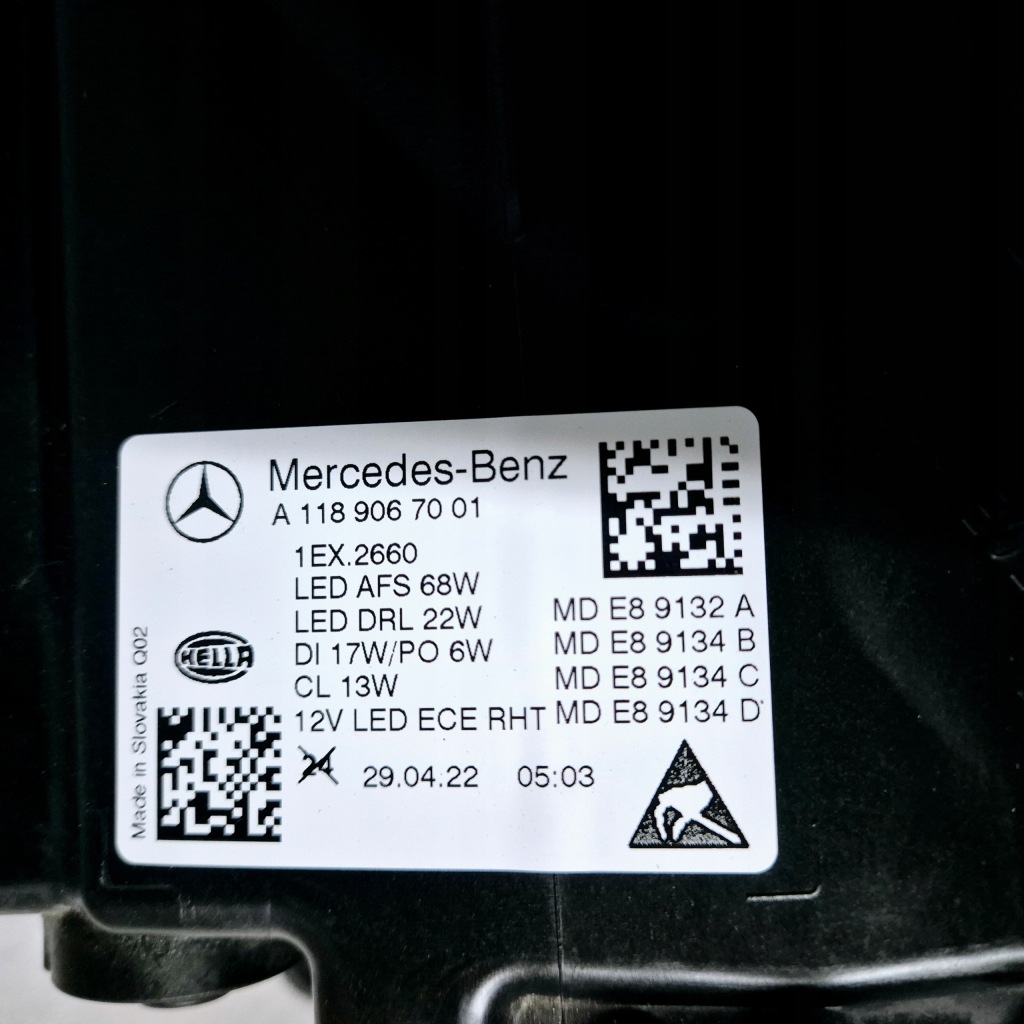 Mercedes-Benz
A 118 906 70 01
1EX.2660
LED AFS 68W
LED DRL 22W
DI 17W/PO 6W
CL 13W
12V LED ECE RHT
MD E8 9132 A
MD E8 9134 B
MD E8 9134 C
MD E8 9134 D
HELLA
Made in Slovakia Q02
24
29.04.22 05:03